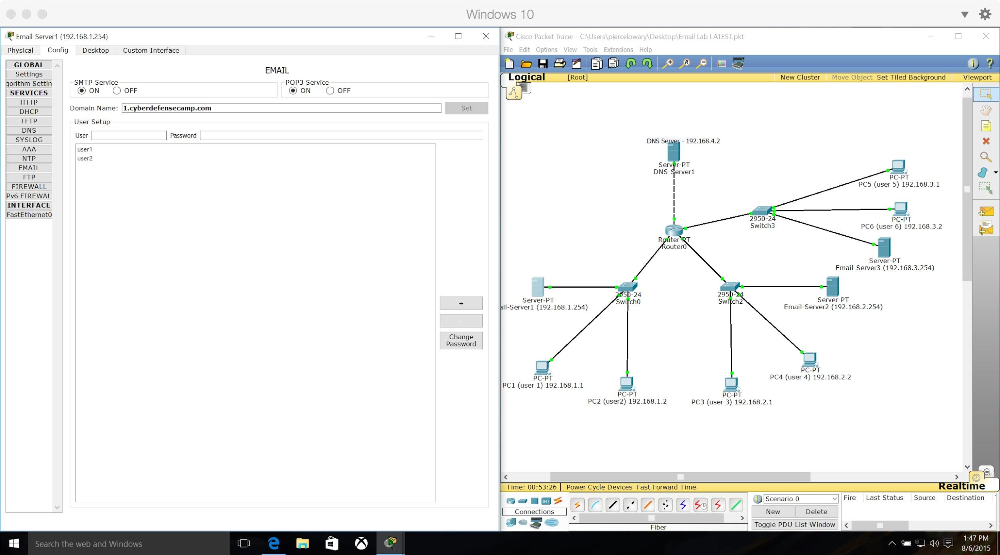 Windows 10
Email-Server1 (192.168.1.254)
Physical Config Desktop Custom Interface
GLOBAL
Settings
gorithm Settin
SERVICES
HTTP
DHCP
TFTP
DNS
SYSLOG
AAA
NTP
EMAIL
FTP
FIREWALL
Pv6 FIREWAL
INTERFACE
FastEthernet0
EMAIL
SMTP Service
ON OFF
POP3 Service
ON OFF
Domain Name: 1.cyberdefensecamp.com Set
User Setup
User Password
user1
user2
+
-
Change
Password
Cisco Packet Tracer - C:\Users\piercelowary\Desktop\Email Lab LATEST.pkt
File Edit Options View Tools Extensions Help
Logical [Root] New Cluster Move Object Set Tiled Background Viewport
DNS Server - 192.168.4.2
Server-PT
DNS-Server1
PC-PT
PC5 (user 5) 192.168.3.1
2950-24
Switch3
PC-PT
PC6 (user 6) 192.168.3.2
Router-PT
Router0
Server-PT
Email-Server3 (192.168.3.254)
Server-PT
ail-Server1 (192.168.1.254)
2950-24
Switch0
2950-24
Switch2
Server-PT
Email-Server2 (192.168.2.254)
PC-PT
PC1 (user 1) 192.168.1.1
PC-PT
PC2 (user2) 192.168.1.2
PC-PT
PC3 (user 3) 192.168.2.1
PC-PT
PC4 (user 4) 192.168.2.2
Time: 00:53:26 Power Cycle Devices Fast Forward Time
Realtime
Connections
Fiber
Scenario 0
New Delete
Toggle PDU List Window
Fire Last Status Source Destination
Search the web and Windows
1:47 PM
8/6/2015